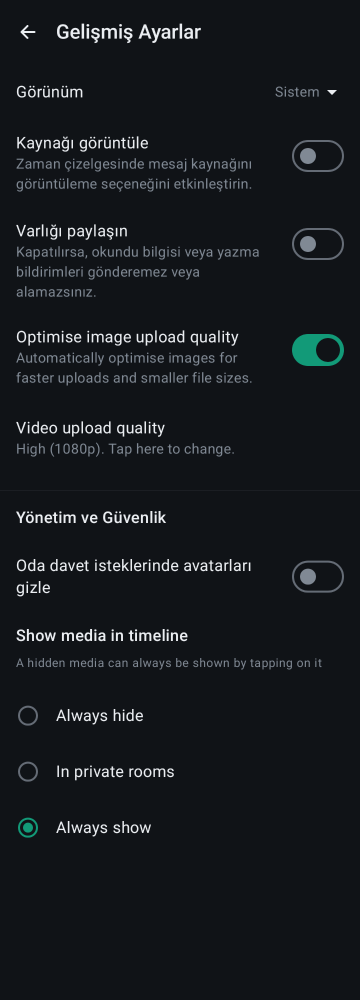 Gelişmiş Ayarlar
Görünüm
Sistem
Kaynağı görüntüle
Zaman çizelgesinde mesaj kaynağını
görüntüleme seçeneğini etkinleştirin.
Varlığı paylaşın
Kapatılırsa, okundu bilgisi veya yazma
bildirimleri gönderemez veya
alamazsınız.
Optimise image upload quality
Automatically optimise images for
faster uploads and smaller file sizes.
Video upload quality
High (1080p). Tap here to change.
Yönetim ve Güvenlik
Oda davet isteklerinde avatarları
gizle
Show media in timeline
A hidden media can always be shown by tapping on it
Always hide
In private rooms
Always show